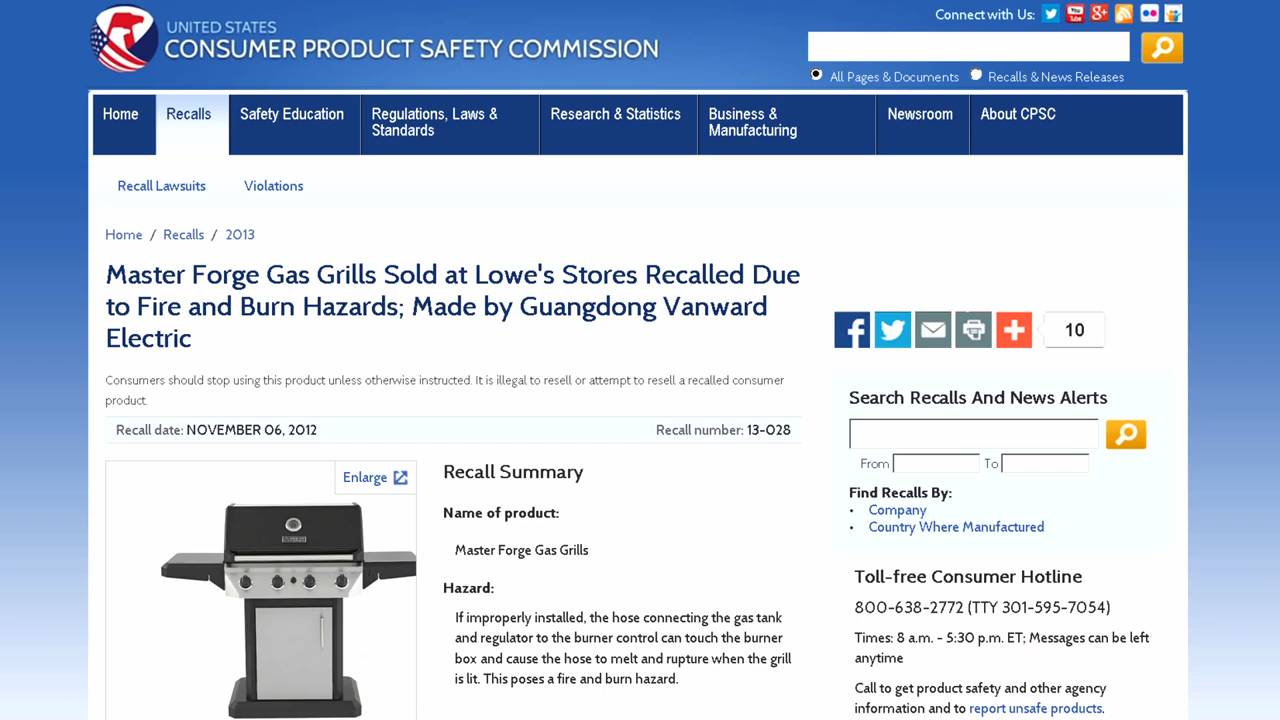 Connect with Us:
UNITED STATES
CONSUMER PRODUCT SAFETY COMMISSION
All Pages & Documents Recalls & News Releases
Home Recalls Safety Education Regulations, Laws & Standards Research & Statistics Business & Manufacturing Newsroom About CPSC
Recall Lawsuits Violations
Home / Recalls / 2013
Master Forge Gas Grills Sold at Lowe's Stores Recalled Due
to Fire and Burn Hazards; Made by Guangdong Vanward
Electric
Consumers should stop using this product unless otherwise instructed. It is illegal to resell or attempt to resell a recalled consumer
product.
Recall date: NOVEMBER 06, 2012 Recall number: 13-028
Enlarge
Recall Summary
Name of product:
Master Forge Gas Grills
Hazard:
If improperly installed, the hose connecting the gas tank
and regulator to the burner control can touch the burner
box and cause the hose to melt and rupture when the grill
is lit. This poses a fire and burn hazard.
10
Search Recalls And News Alerts
From To
Find Recalls By:
• Company
• Country Where Manufactured
Toll-free Consumer Hotline
800-638-2772 (TTY 301-595-7054)
Times: 8 a.m. - 5:30 p.m. ET; Messages can be left
anytime
Call to get product safety and other agency
information and to report unsafe products.